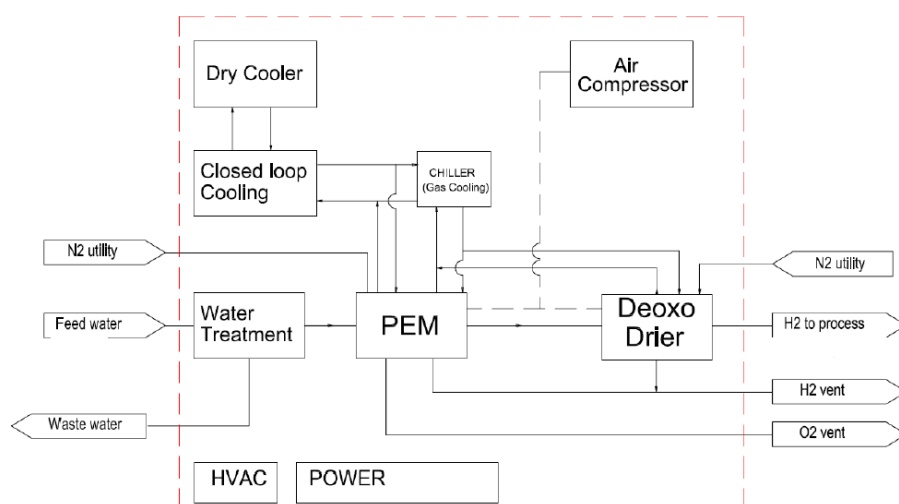 Dry Cooler
Air
Compressor
Closed loop
Cooling
CHILLER
(Gas Cooling)
N2 utility
N2 utility
Feed water
Water
Treatment
PEM
Deoxo
Drier
H2 to process
H2 vent
Waste water
O2 vent
HVAC
POWER